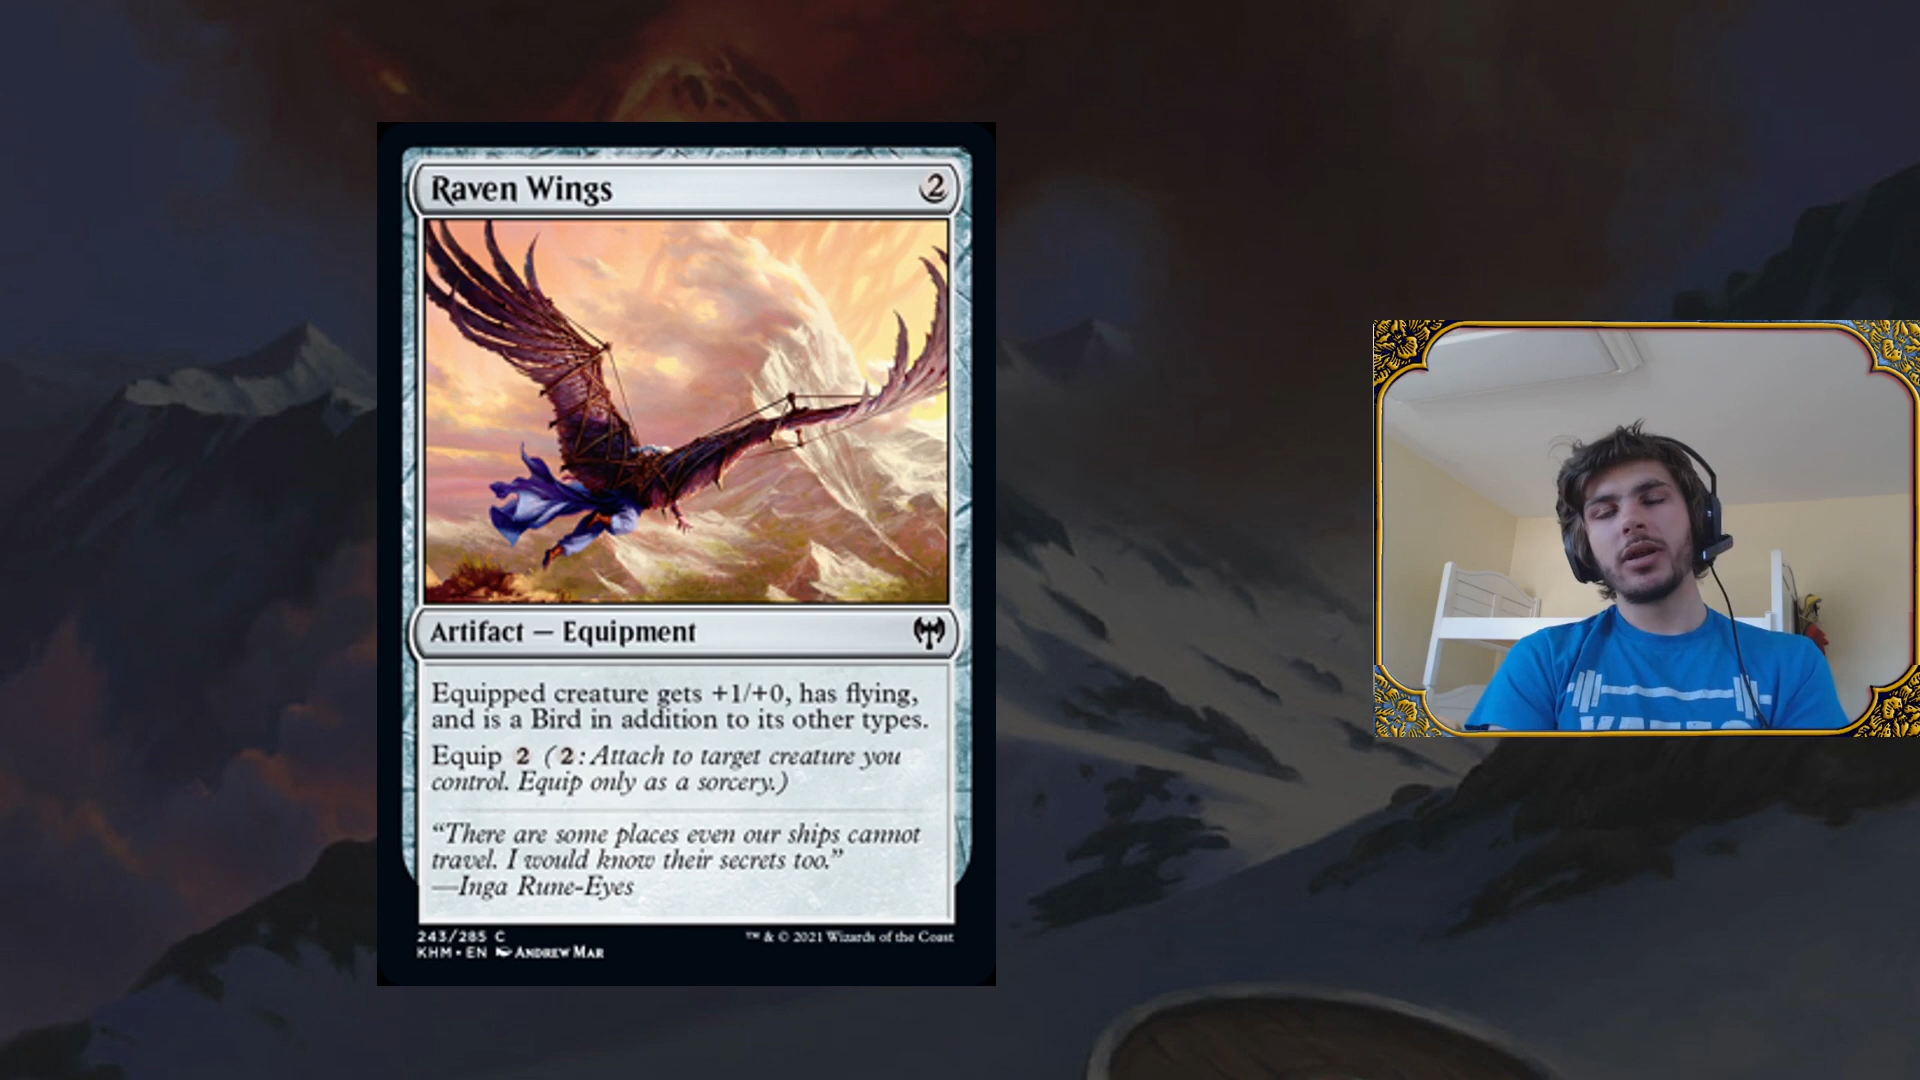 Raven Wings 2
Artifact — Equipment
Equipped creature gets +1/+0, has flying,
and is a Bird in addition to its other types.
Equip 2 (2: Attach to target creature you
control. Equip only as a sorcery.)
“There are some places even our ships cannot
travel. I would know their secrets too.”
—Inga Rune-Eyes
243/285 C
™ & © 2021 Wizards of the Coast
KHM • EN Andrew Mar